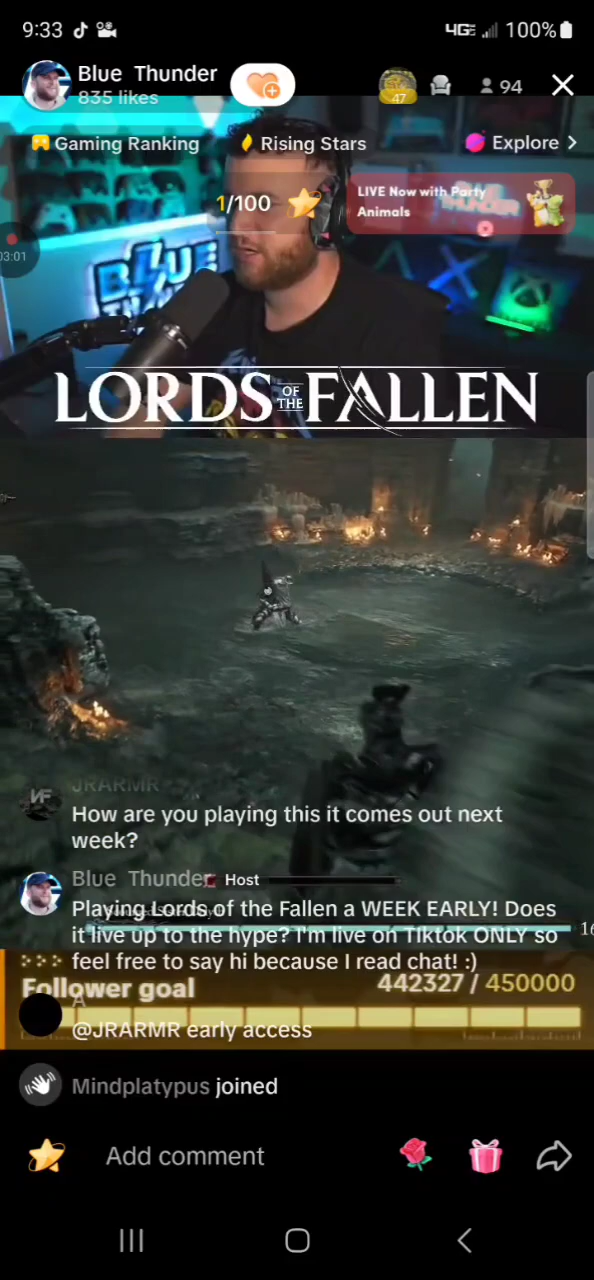 9:33
4GE
100%
Blue Thunder
835 likes
47
94
Gaming Ranking
Rising Stars
Explore
1/100
LIVE Now with Party
Animals
03:01
BLUE
LORDS OF THE FALLEN
JRARMR
How are you playing this it comes out next
week?
Blue Thunder Host
Playing Lords of the Fallen a WEEK EARLY! Does
it live up to the hype? I'm live on Tiktok ONLY so
feel free to say hi because I read chat! :)
Follower goal
442327 / 450000
A
@JRARMR early access
Mindplatypus joined
Add comment